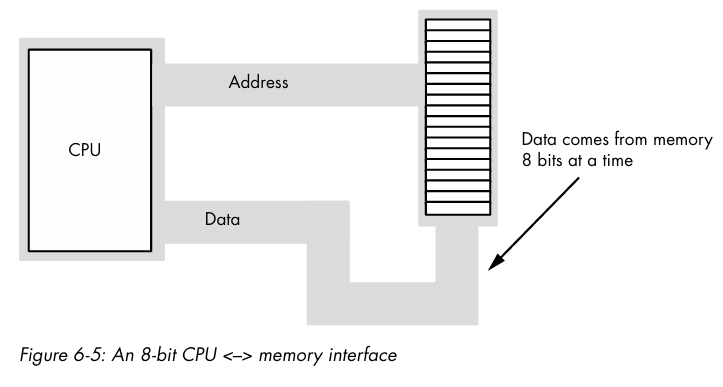 Address
CPU
Data comes from memory
8 bits at a time
Data
Figure 6-5: An 8-bit CPU <–> memory interface